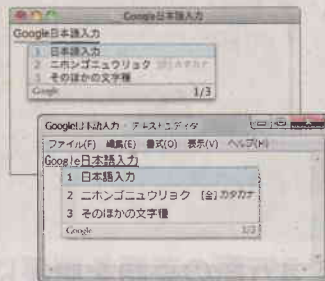 Google日本語入力
Google日本語入力
1 日本語入力
2 ニホンゴニュウリョク [全]カタカナ
3 そのほかの文字種
Google 1/3
Google日本語入力 - テキストエディタ
ファイル(F) 編集(E) 書式(O) 表示(V) ヘルプ(H)
Google日本語入力
1 日本語入力
2 ニホンゴニュウリョク [全]カタカナ
3 そのほかの文字種
Google 1/3